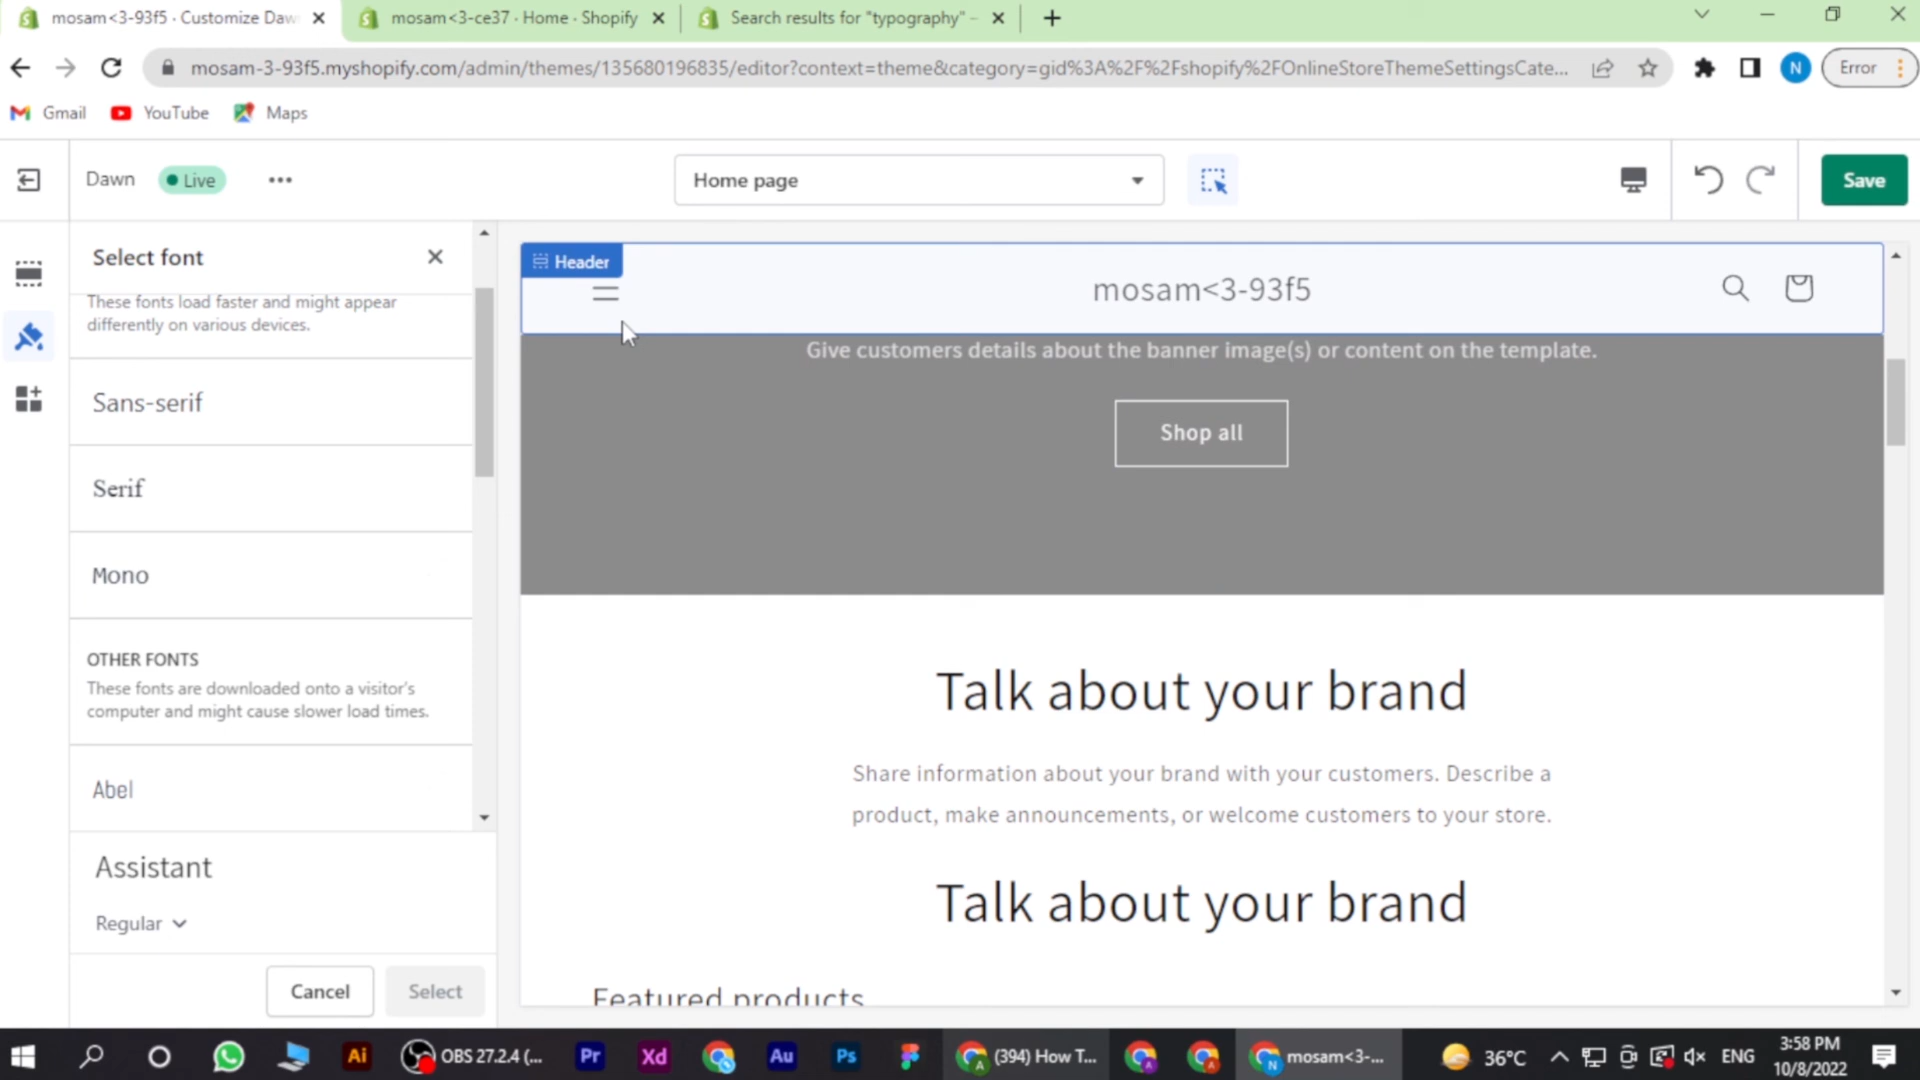 mosam<3-93f5 · Customize Daw
mosam<3-ce37 · Home · Shopify
Search results for "typography" -
mosam-3-93f5.myshopify.com/admin/themes/135680196835/editor?context=theme&category=gid%3A%2F%2Fshopify%2FOnlineStoreThemeSettingsCate...
N
Error
Gmail
YouTube
Maps
Dawn
Live
Home page
Save
Select font
These fonts load faster and might appear
differently on various devices.
Sans-serif
Serif
Mono
OTHER FONTS
These fonts are downloaded onto a visitor's
computer and might cause slower load times.
Abel
Assistant
Regular
Cancel
Select
Header
mosam<3-93f5
Give customers details about the banner image(s) or content on the template.
Shop all
Talk about your brand
Share information about your brand with your customers. Describe a
product, make announcements, or welcome customers to your store.
Talk about your brand
Featured products
Ai
OBS 27.2.4 (...
Pr
Xd
Au
Ps
(394) How T...
mosam<3-...
36°C
ENG
3:58 PM
10/8/2022